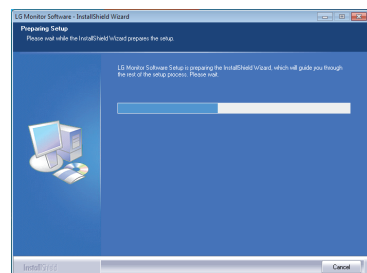 LG Monitor Software - InstallShield Wizard
Preparing Setup
Please wait while the InstallShield Wizard prepares the setup.
LG Monitor Software Setup is preparing the InstallShield Wizard, which will guide you through
the rest of the setup process. Please wait.
InstallShield
Cancel